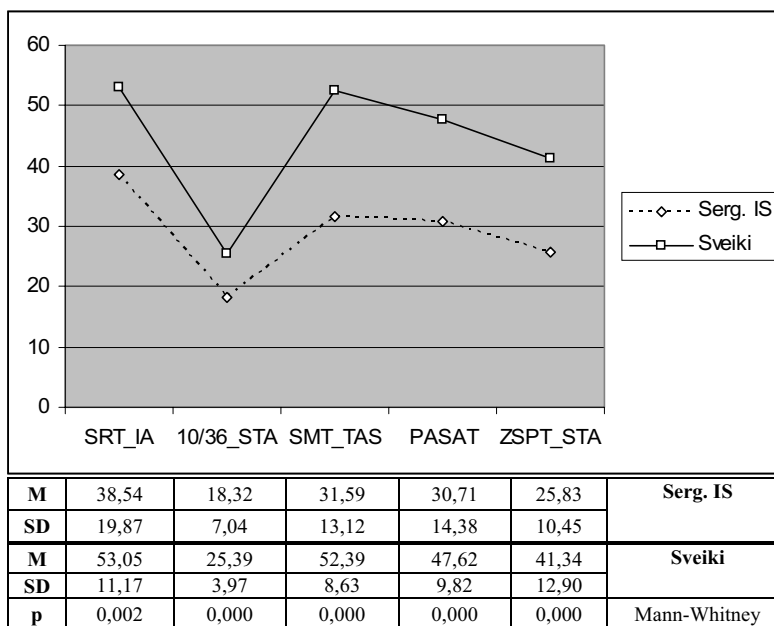 60
50
40
30
20
10
0
SRT_IA 10/36_STA SMT_TAS PASAT ZSPT_STA
Serg. IS
Sveiki
M 38,54 18,32 31,59 30,71 25,83 Serg. IS
SD 19,87 7,04 13,12 14,38 10,45
M 53,05 25,39 52,39 47,62 41,34 Sveiki
SD 11,17 3,97 8,63 9,82 12,90
p 0,002 0,000 0,000 0,000 0,000 Mann-Whitney